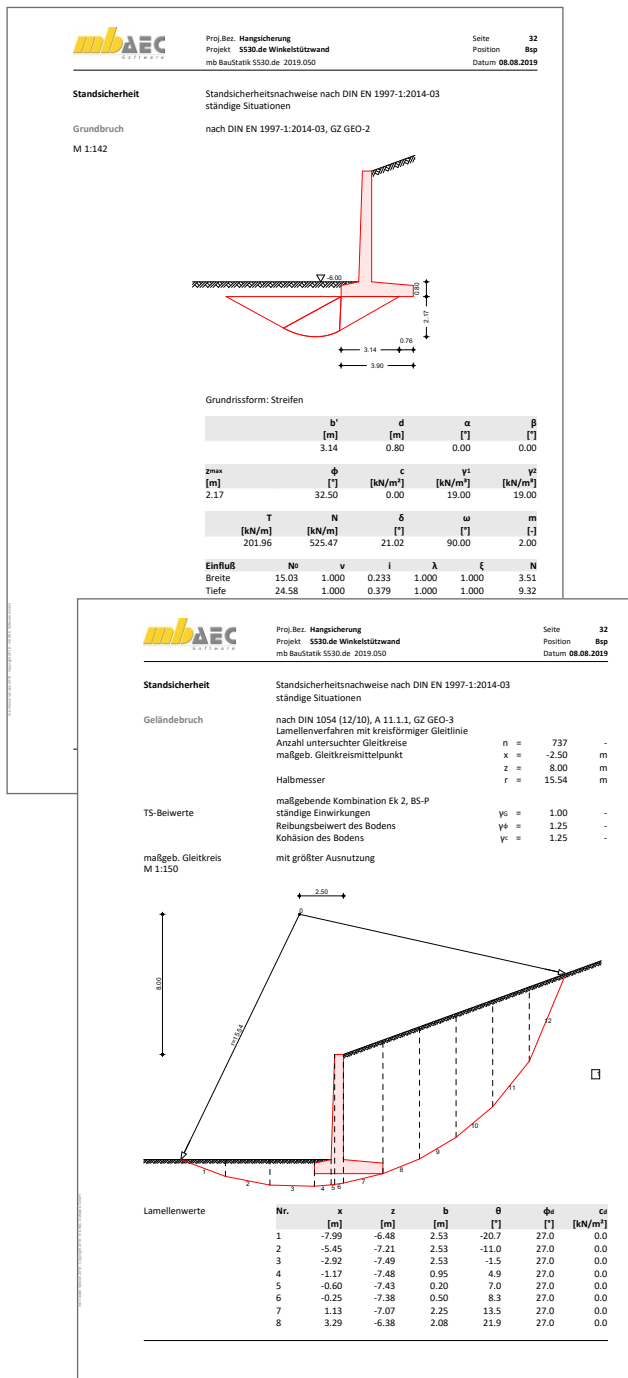 mbAEC
Software
Proj.Bez. Hangsicherung
Projekt S530.de Winkelstützwand
mb BauStatik S530.de 2019.050
Seite 32
Position Bsp
Datum 08.08.2019
Standsicherheit Standsicherheitsnachweise nach DIN EN 1997-1:2014-03
ständige Situationen
Grundbruch nach DIN EN 1997-1:2014-03, GZ GEO-2
M 1:142
-6.00
0.80
2.17
0.76
3.14
3.90
Grundrissform: Streifen
b' d α β
[m] [m] [°] [°]
3.14 0.80 0.00 0.00
zmax ϕ c γ1 γ2
[m] [°] [kN/m²] [kN/m³] [kN/m³]
2.17 32.50 0.00 19.00 19.00
T N δ ω m
[kN/m] [kN/m] [°] [°] [-]
201.96 525.47 21.02 90.00 2.00
Einfluß N0 ν i λ ξ N
Breite 15.03 1.000 0.233 1.000 1.000 3.51
Tiefe 24.58 1.000 0.379 1.000 1.000 9.32
mbAEC
Software
Proj.Bez. Hangsicherung
Projekt S530.de Winkelstützwand
mb BauStatik S530.de 2019.050
Seite 32
Position Bsp
Datum 08.08.2019
Standsicherheit Standsicherheitsnachweise nach DIN EN 1997-1:2014-03
ständige Situationen
Geländebruch nach DIN 1054 (12/10), A 11.1.1, GZ GEO-3
Lamellenverfahren mit kreisförmiger Gleitlinie
Anzahl untersuchter Gleitkreise n = 737 -
maßgeb. Gleitkreismittelpunkt x = -2.50 m
z = 8.00 m
Halbmesser r = 15.54 m
maßgebende Kombination Ek 2, BS-P
TS-Beiwerte ständige Einwirkungen γG = 1.00 -
Reibungsbeiwert des Bodens γϕ = 1.25 -
Kohäsion des Bodens γc = 1.25 -
maßgeb. Gleitkreis mit größter Ausnutzung
M 1:150
2.50
0
8.00
r=15.54
12
1
11
10
9
8
7
1 2 3 4 5 6
Lamellenwerte Nr. x z b θ ϕd cd
[m] [m] [m] [°] [°] [kN/m²]
1 -7.99 -6.48 2.53 -20.7 27.0 0.0
2 -5.45 -7.21 2.53 -11.0 27.0 0.0
3 -2.92 -7.49 2.53 -1.5 27.0 0.0
4 -1.17 -7.48 0.95 4.9 27.0 0.0
5 -0.60 -7.43 0.20 7.0 27.0 0.0
6 -0.25 -7.38 0.50 8.3 27.0 0.0
7 1.13 -7.07 2.25 13.5 27.0 0.0
8 3.29 -6.38 2.08 21.9 27.0 0.0